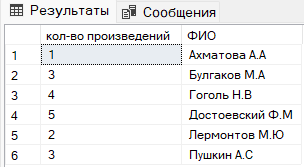 Результаты Сообщения
кол-во произведений ФИО
1 1 Ахматова А.А
2 3 Булгаков М.А
3 4 Гоголь Н.В
4 5 Достоевский Ф.М
5 2 Лермонтов М.Ю
6 3 Пушкин А.С